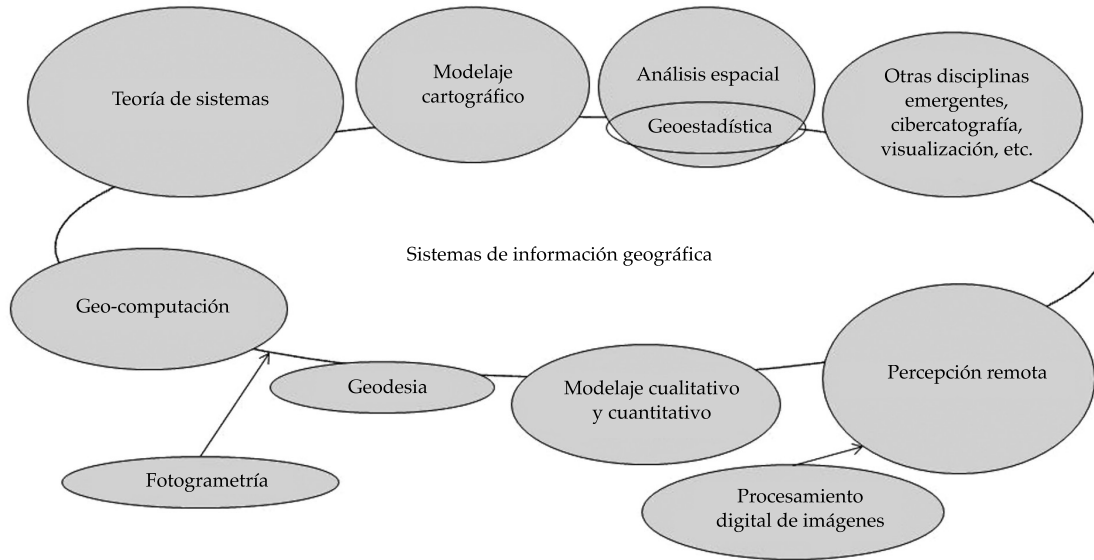 Teoría de sistemas
Modelaje
cartográfico
Análisis espacial
Geoestadística
Otras disciplinas
emergentes,
cibercatografía,
visualización, etc.
Sistemas de información geográfica
Geo-computación
Geodesia
Modelaje cualitativo
y cuantitativo
Percepción remota
Fotogrametría
Procesamiento
digital de imágenes